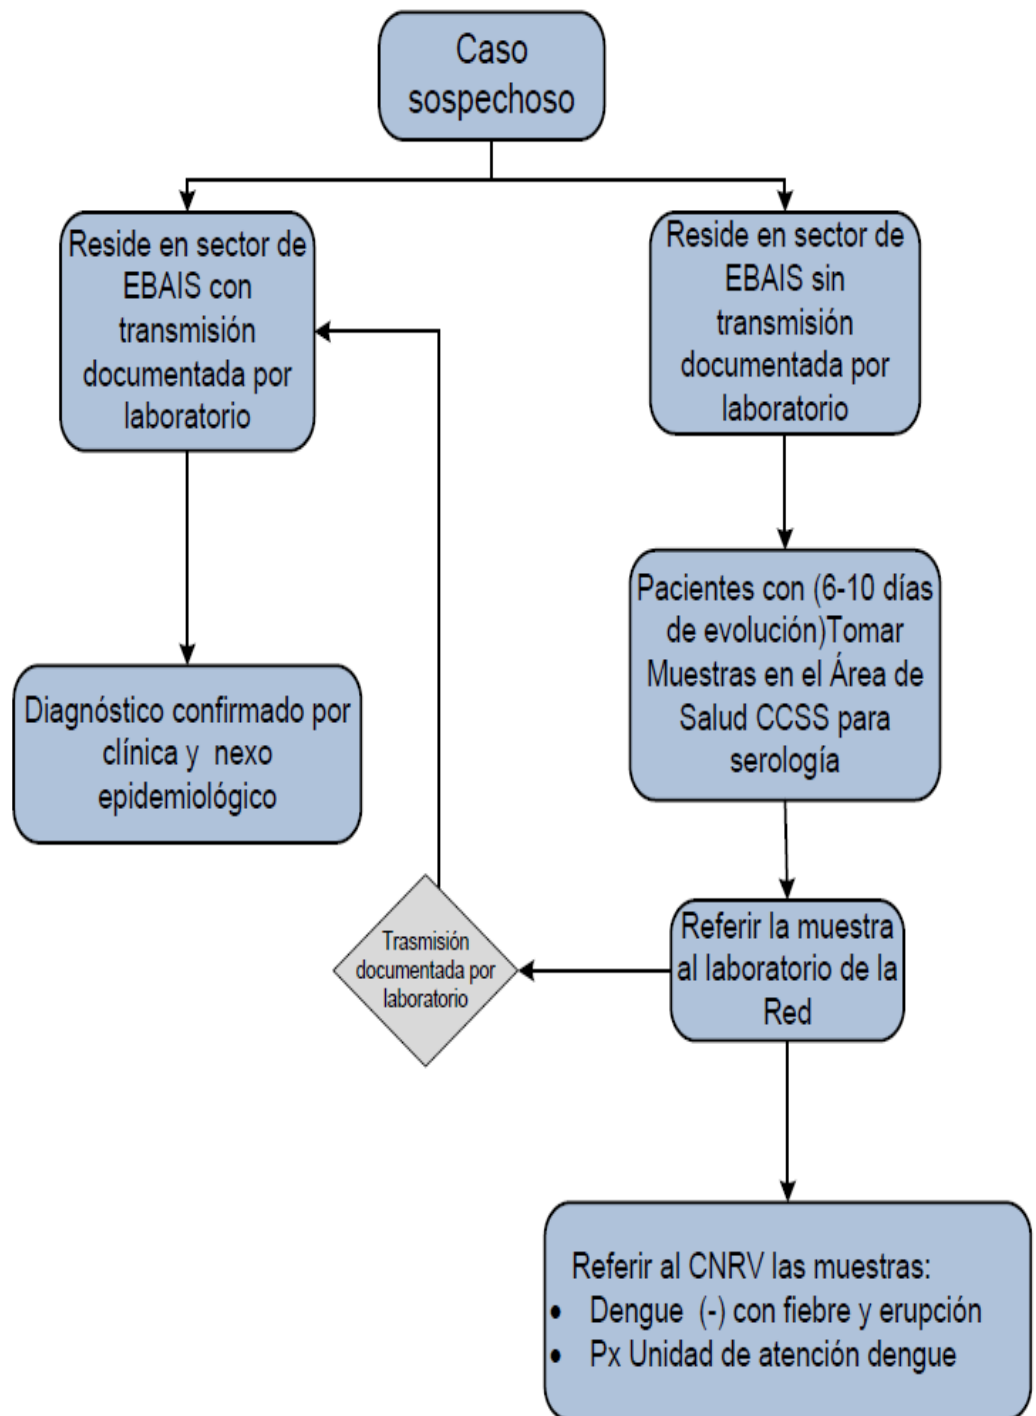 Caso
sospechoso
Reside en sector de
EBAIS con
transmisión
documentada por
laboratorio
Reside en sector de
EBAIS sin
transmisión
documentada por
laboratorio
Pacientes con (6-10 días
de evolución)Tomar
Muestras en el Área de
Salud CCSS para
serología
Diagnóstico confirmado por
clínica y nexo
epidemiológico
Trasmisión
documentada por
laboratorio
Referir la muestra
al laboratorio de la
Red
Referir al CNRV las muestras:
• Dengue (-) con fiebre y erupción
• Px Unidad de atención dengue